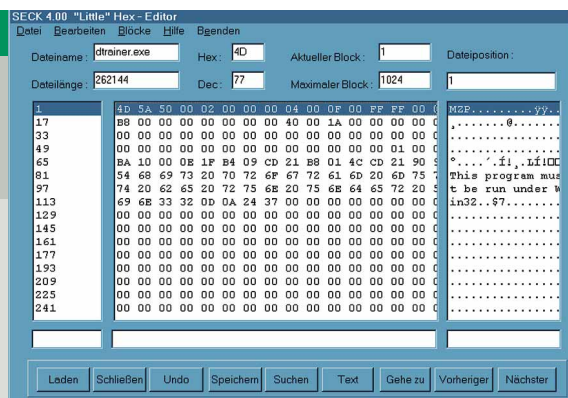 SECK 4.00 "Little" Hex - Editor
Datei Bearbeiten Blöcke Hilfe Beenden
Dateiname: dtrainer.exe Hex: 4D Aktueller Block: 1 Dateiposition:
Dateilänge: 262144 Dec: 77 Maximaler Block: 1024 1
1 4D 5A 50 00 02 00 00 00 04 00 0F 00 FF FF 00 MZP.........ÿÿ..
17 B8 00 00 00 00 00 00 00 40 00 1A 00 00 00 00 ¸.......@.......
33 00 00 00 00 00 00 00 00 00 00 00 00 00 00 00 ................
49 00 00 00 00 00 00 00 00 00 00 00 00 00 01 00 ................
65 BA 10 00 0E 1F B4 09 CD 21 B8 01 4C CD 21 90 º....´.Í!¸.LÍ!
81 54 68 69 73 20 70 72 6F 67 72 61 6D 20 6D 75 This program mus
97 74 20 62 65 20 72 75 6E 20 75 6E 64 65 72 20 t be run under W
113 69 6E 33 32 0D 0A 24 37 00 00 00 00 00 00 00 in32..$7........
129 00 00 00 00 00 00 00 00 00 00 00 00 00 00 00 ................
145 00 00 00 00 00 00 00 00 00 00 00 00 00 00 00 ................
161 00 00 00 00 00 00 00 00 00 00 00 00 00 00 00 ................
177 00 00 00 00 00 00 00 00 00 00 00 00 00 00 00 ................
193 00 00 00 00 00 00 00 00 00 00 00 00 00 00 00 ................
209 00 00 00 00 00 00 00 00 00 00 00 00 00 00 00 ................
225 00 00 00 00 00 00 00 00 00 00 00 00 00 00 00 ................
241 00 00 00 00 00 00 00 00 00 00 00 00 00 00 00 ................
Laden Schließen Undo Speichern Suchen Text Gehe zu Vorheriger Nächster